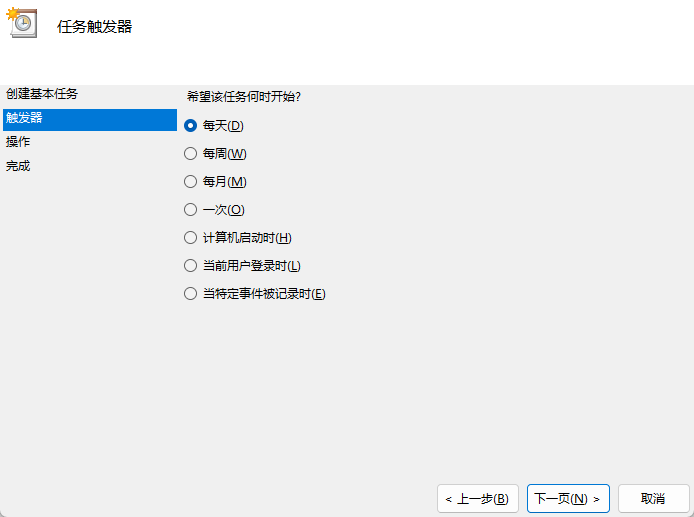 任务触发器
创建基本任务
触发器
操作
完成
希望该任务何时开始?
每天(D)
每周(W)
每月(M)
一次(O)
计算机启动时(H)
当前用户登录时(L)
当特定事件被记录时(E)
< 上一步(B)
下一页(N) >
取消